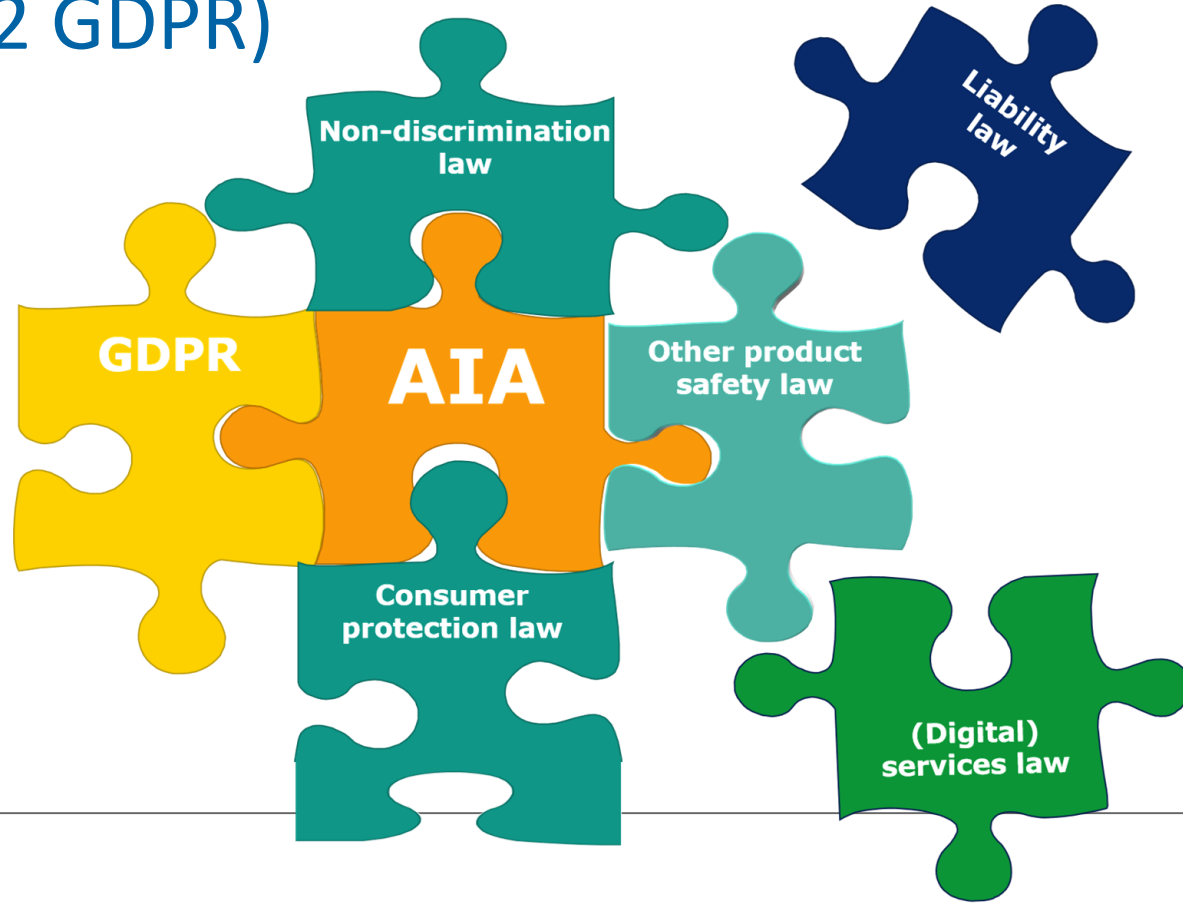 2 GDPR)
Non-discrimination
law
Liability
law
GDPR
AIA
Other product
safety law
Consumer
protection law
(Digital)
services law